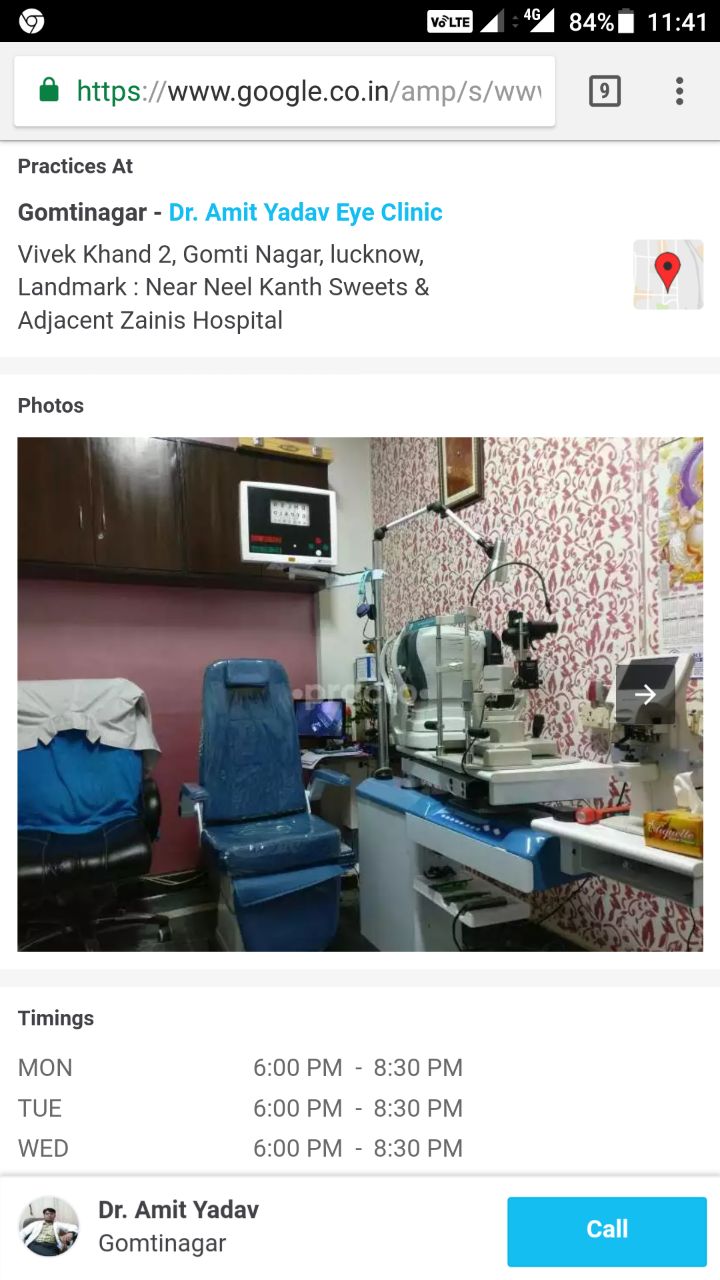 VoLTE 4G 84% 11:41
https://www.google.co.in/amp/s/www
9
Practices At
Gomtinagar - Dr. Amit Yadav Eye Clinic
Vivek Khand 2, Gomti Nagar, lucknow,
Landmark : Near Neel Kanth Sweets &
Adjacent Zainis Hospital
Photos
•practo•
Timings
MON 6:00 PM - 8:30 PM
TUE 6:00 PM - 8:30 PM
WED 6:00 PM - 8:30 PM
Dr. Amit Yadav
Gomtinagar
Call